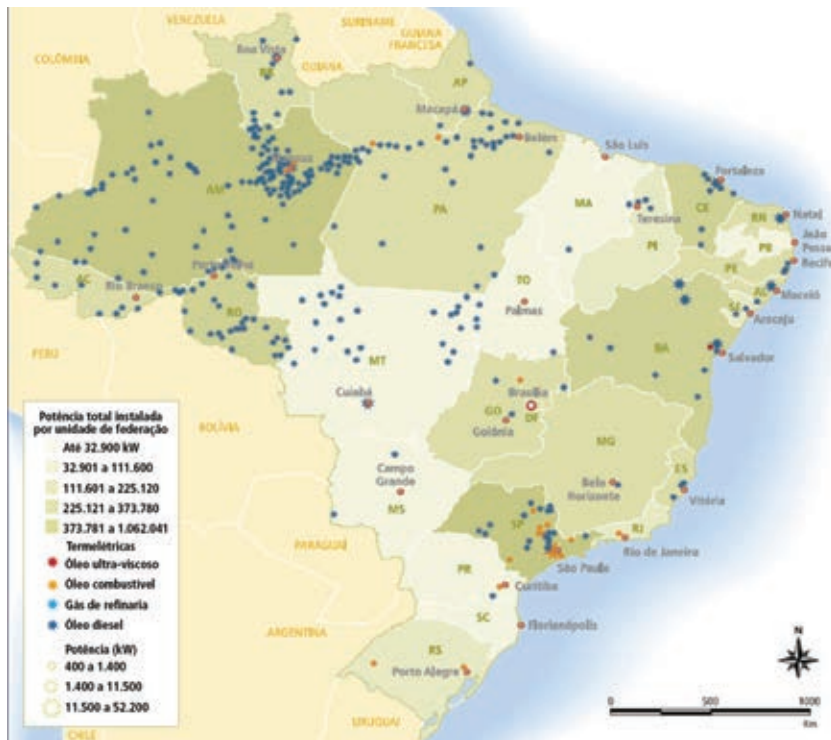 VENEZUELA
SURINAME
GUIANA
FRANCESA
COLÔMBIA
GUIANA
Boa Vista
RR
AP
Macapá
Belém
São Luís
Manaus
Fortaleza
AM
PA
MA
CE
Teresina
RN
Natal
PB
João
Pessoa
PI
PE
Recife
AC
Porto Velho
Rio Branco
TO
Palmas
AL
Maceió
SE
Aracaju
RO
PERU
MT
BA
Salvador
Cuiabá
Brasília
GO
DF
Goiânia
BOLÍVIA
MG
Campo
Grande
Belo
Horizonte
ES
Vitória
MS
SP
RJ
Rio de Janeiro
PARAGUAI
São Paulo
PR
Curitiba
SC
Florianópolis
ARGENTINA
RS
Porto Alegre
URUGUAI
CHILE
Potência total instalada
por unidade de federação
Até 32.900 kW
32.901 a 111.600
111.601 a 225.120
225.121 a 373.780
373.781 a 1.062.041
Termelétricas
Óleo ultra-viscoso
Óleo combustível
Gás de refinaria
Óleo diesel
Potência (kW)
400 a 1.400
1.400 a 11.500
11.500 a 52.200
N
0 500 1000
Km